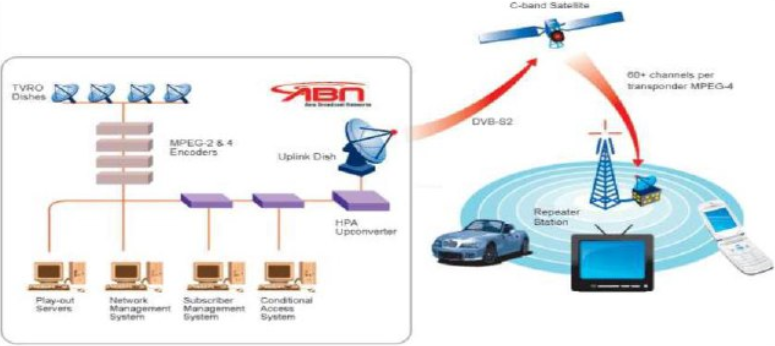 C-band Satellite
TVRO
Dishes
ABN
Asia Broadcast Networks
60+ channels per
transponder MPEG-4
DVB-S2
MPEG-2 & 4
Encoders
Uplink Dish
HPA
Upconverter
Repeater
Station
Play-out
Servers
Network
Management
System
Subscriber
Management
System
Conditional
Access
System